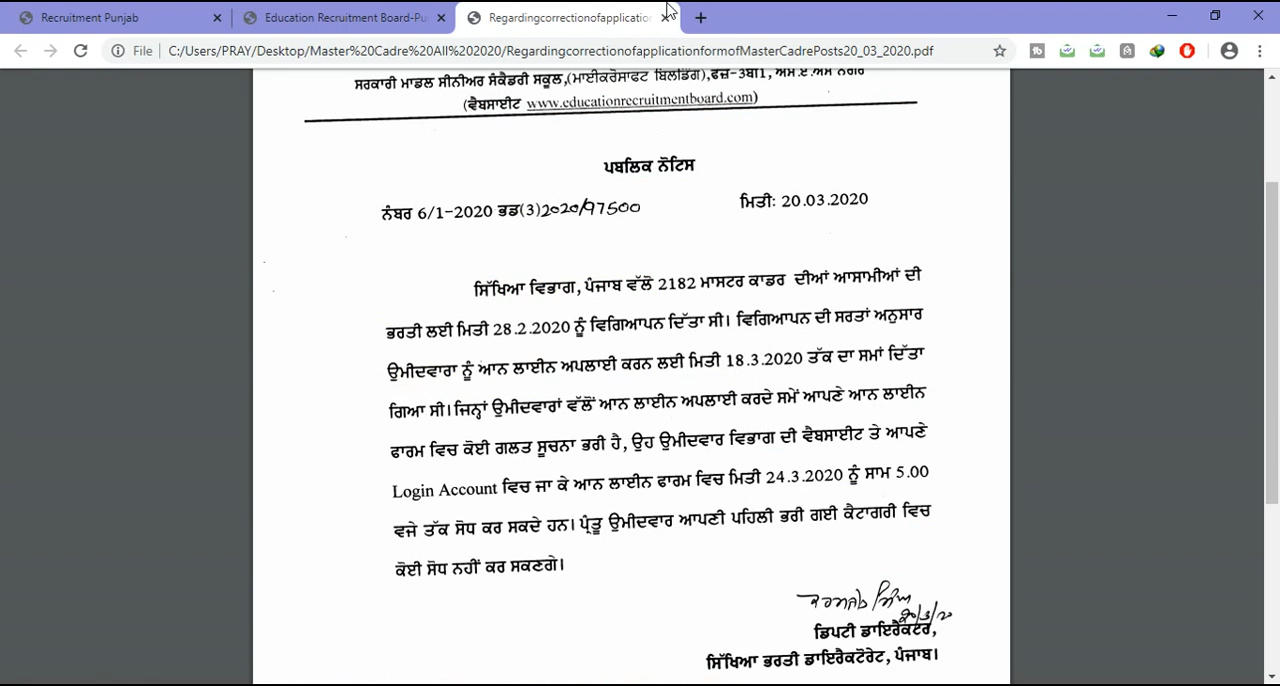 Recruitment Punjab
Education Recruitment Board-Pu
Regardingcorrectionofapplication
File
C:/Users/PRAY/Desktop/Master%20Cadre%20All%202020/RegardingcorrectionofapplicationformofMasterCadrePosts20_03_2020.pdf
ਸਰਕਾਰੀ ਮਾਡਲ ਸੀਨੀਅਰ ਸੈਕੈਡਰੀ ਸਕੂਲ,(ਮਾਈਕਰੋਸਾਫਟ ਬਿਲਡਿੰਗ),ਫੇਜ਼-3ਬੀ1, ਐਸ.ਏ.ਐਸ ਨਗਰ
(ਵੈਬਸਾਈਟ www.educationrecruitmentboard.com)
ਪਬਲਿਕ ਨੋਟਿਸ
ਨੰਬਰ 6/1-2020 ਭਡ(3)2020/97500
ਮਿਤੀ: 20.03.2020
ਸਿੱਖਿਆ ਵਿਭਾਗ, ਪੰਜਾਬ ਵੱਲੋ 2182 ਮਾਸਟਰ ਕਾਡਰ ਦੀਆਂ ਆਸਾਮੀਆਂ ਦੀ
ਭਰਤੀ ਲਈ ਮਿਤੀ 28.2.2020 ਨੂੰ ਵਿਗਿਆਪਨ ਦਿੱਤਾ ਸੀ। ਵਿਗਿਆਪਨ ਦੀ ਸਰਤਾਂ ਅਨੁਸਾਰ
ਉਮੀਦਵਾਰਾ ਨੂੰ ਆਨ ਲਾਈਨ ਅਪਲਾਈ ਕਰਨ ਲਈ ਮਿਤੀ 18.3.2020 ਤੱਕ ਦਾ ਸਮਾਂ ਦਿੱਤਾ
ਗਿਆ ਸੀ। ਜਿਨ੍ਹਾਂ ਉਮੀਦਵਾਰਾਂ ਵੱਲੋਂ ਆਨ ਲਾਈਨ ਅਪਲਾਈ ਕਰਦੇ ਸਮੇਂ ਆਪਣੇ ਆਨ ਲਾਈਨ
ਫਾਰਮ ਵਿਚ ਕੋਈ ਗਲਤ ਸੂਚਨਾ ਭਰੀ ਹੈ, ਉਹ ਉਮੀਦਵਾਰ ਵਿਭਾਗ ਦੀ ਵੈਬਸਾਈਟ ਤੇ ਆਪਣੇ
Login Account ਵਿਚ ਜਾ ਕੇ ਆਨ ਲਾਈਨ ਫਾਰਮ ਵਿਚ ਮਿਤੀ 24.3.2020 ਨੂੰ ਸਾਮ 5.00
ਵਜੇ ਤੱਕ ਸੋਧ ਕਰ ਸਕਦੇ ਹਨ। ਪ੍ਰੰਤੂ ਉਮੀਦਵਾਰ ਆਪਣੀ ਪਹਿਲੀ ਭਰੀ ਗਈ ਕੈਟਾਗਰੀ ਵਿਚ
ਕੋਈ ਸੋਧ ਨਹੀਂ ਕਰ ਸਕਣਗੇ।
20/3/20
ਡਿਪਟੀ ਡਾਇਰੈਕਟਰ,
ਸਿੱਖਿਆ ਭਰਤੀ ਡਾਇਰੈਕਟੋਰੇਟ, ਪੰਜਾਬ।